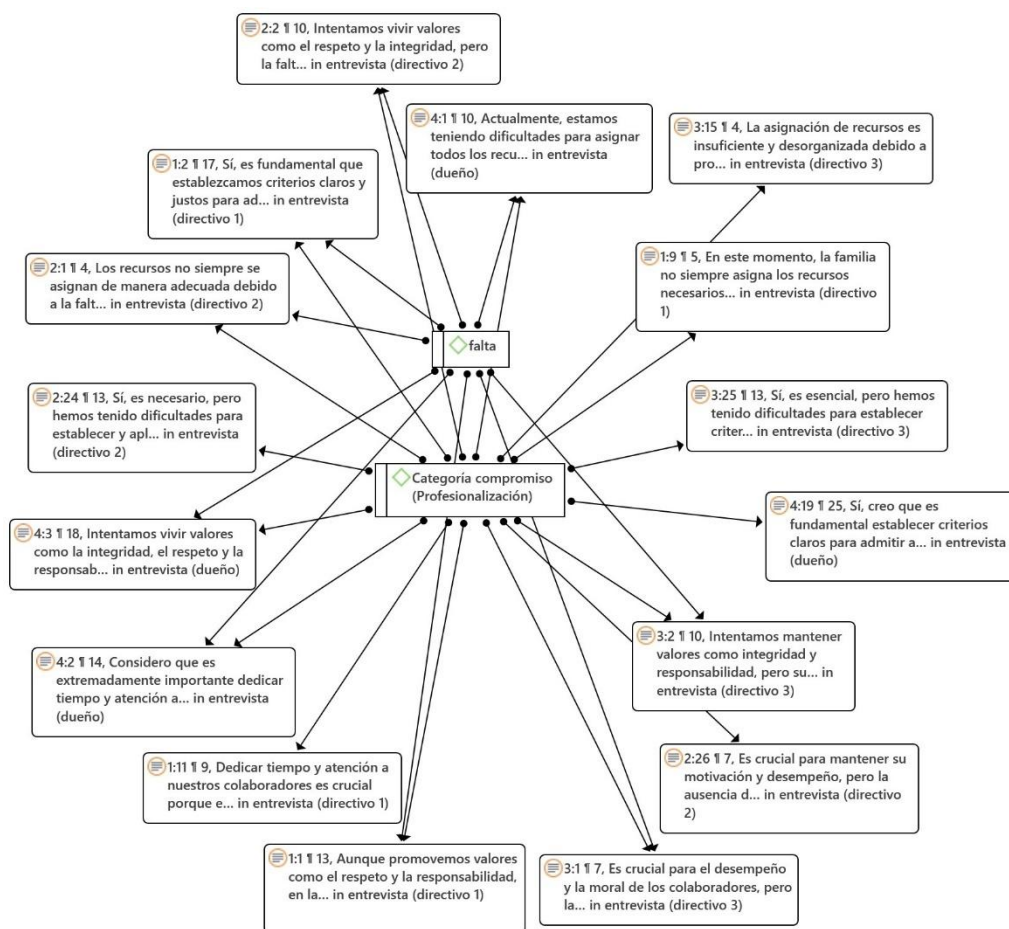 2:2 ¶ 10, Intentamos vivir valores
como el respeto y la integridad, pero
la falt... in entrevista (directivo 2)
4:1 ¶ 10, Actualmente, estamos
teniendo dificultades para asignar
todos los recu... in entrevista
(dueño)
3:15 ¶ 4, La asignación de recursos es
insuficiente y desorganizada debido a
pro... in entrevista (directivo 3)
1:2 ¶ 17, Sí, es fundamental que
establezcamos criterios claros y
justos para ad... in entrevista
(directivo 1)
2:1 ¶ 4, Los recursos no siempre se
asignan de manera adecuada debido
a la falt... in entrevista (directivo 2)
1:9 ¶ 5, En este momento, la familia
no siempre asigna los recursos
necesarios... in entrevista (directivo
1)
falta
2:24 ¶ 13, Sí, es necesario, pero
hemos tenido dificultades para
establecer y apl... in entrevista
(directivo 2)
3:25 ¶ 13, Sí, es esencial, pero hemos
tenido dificultades para establecer
criter... in entrevista (directivo 3)
Categoría compromiso
(Profesionalización)
4:19 ¶ 25, Sí, creo que es
fundamental establecer criterios
claros para admitir a... in entrevista
(dueño)
4:3 ¶ 18, Intentamos vivir valores
como la integridad, el respeto y la
responsab... in entrevista (dueño)
3:2 ¶ 10, Intentamos mantener
valores como integridad y
responsabilidad, pero su... in
entrevista (directivo 3)
4:2 ¶ 14, Considero que es
extremadamente importante dedicar
tiempo y atención a... in entrevista
(dueño)
2:26 ¶ 7, Es crucial para mantener su
motivación y desempeño, pero la
ausencia d... in entrevista (directivo
2)
1:11 ¶ 9, Dedicar tiempo y atención a
nuestros colaboradores es crucial
porque e... in entrevista (directivo 1)
1:1 ¶ 13, Aunque promovemos valores
como el respeto y la responsabilidad,
en la... in entrevista (directivo 1)
3:1 ¶ 7, Es crucial para el desempeño
y la moral de los colaboradores, pero
la... in entrevista (directivo 3)